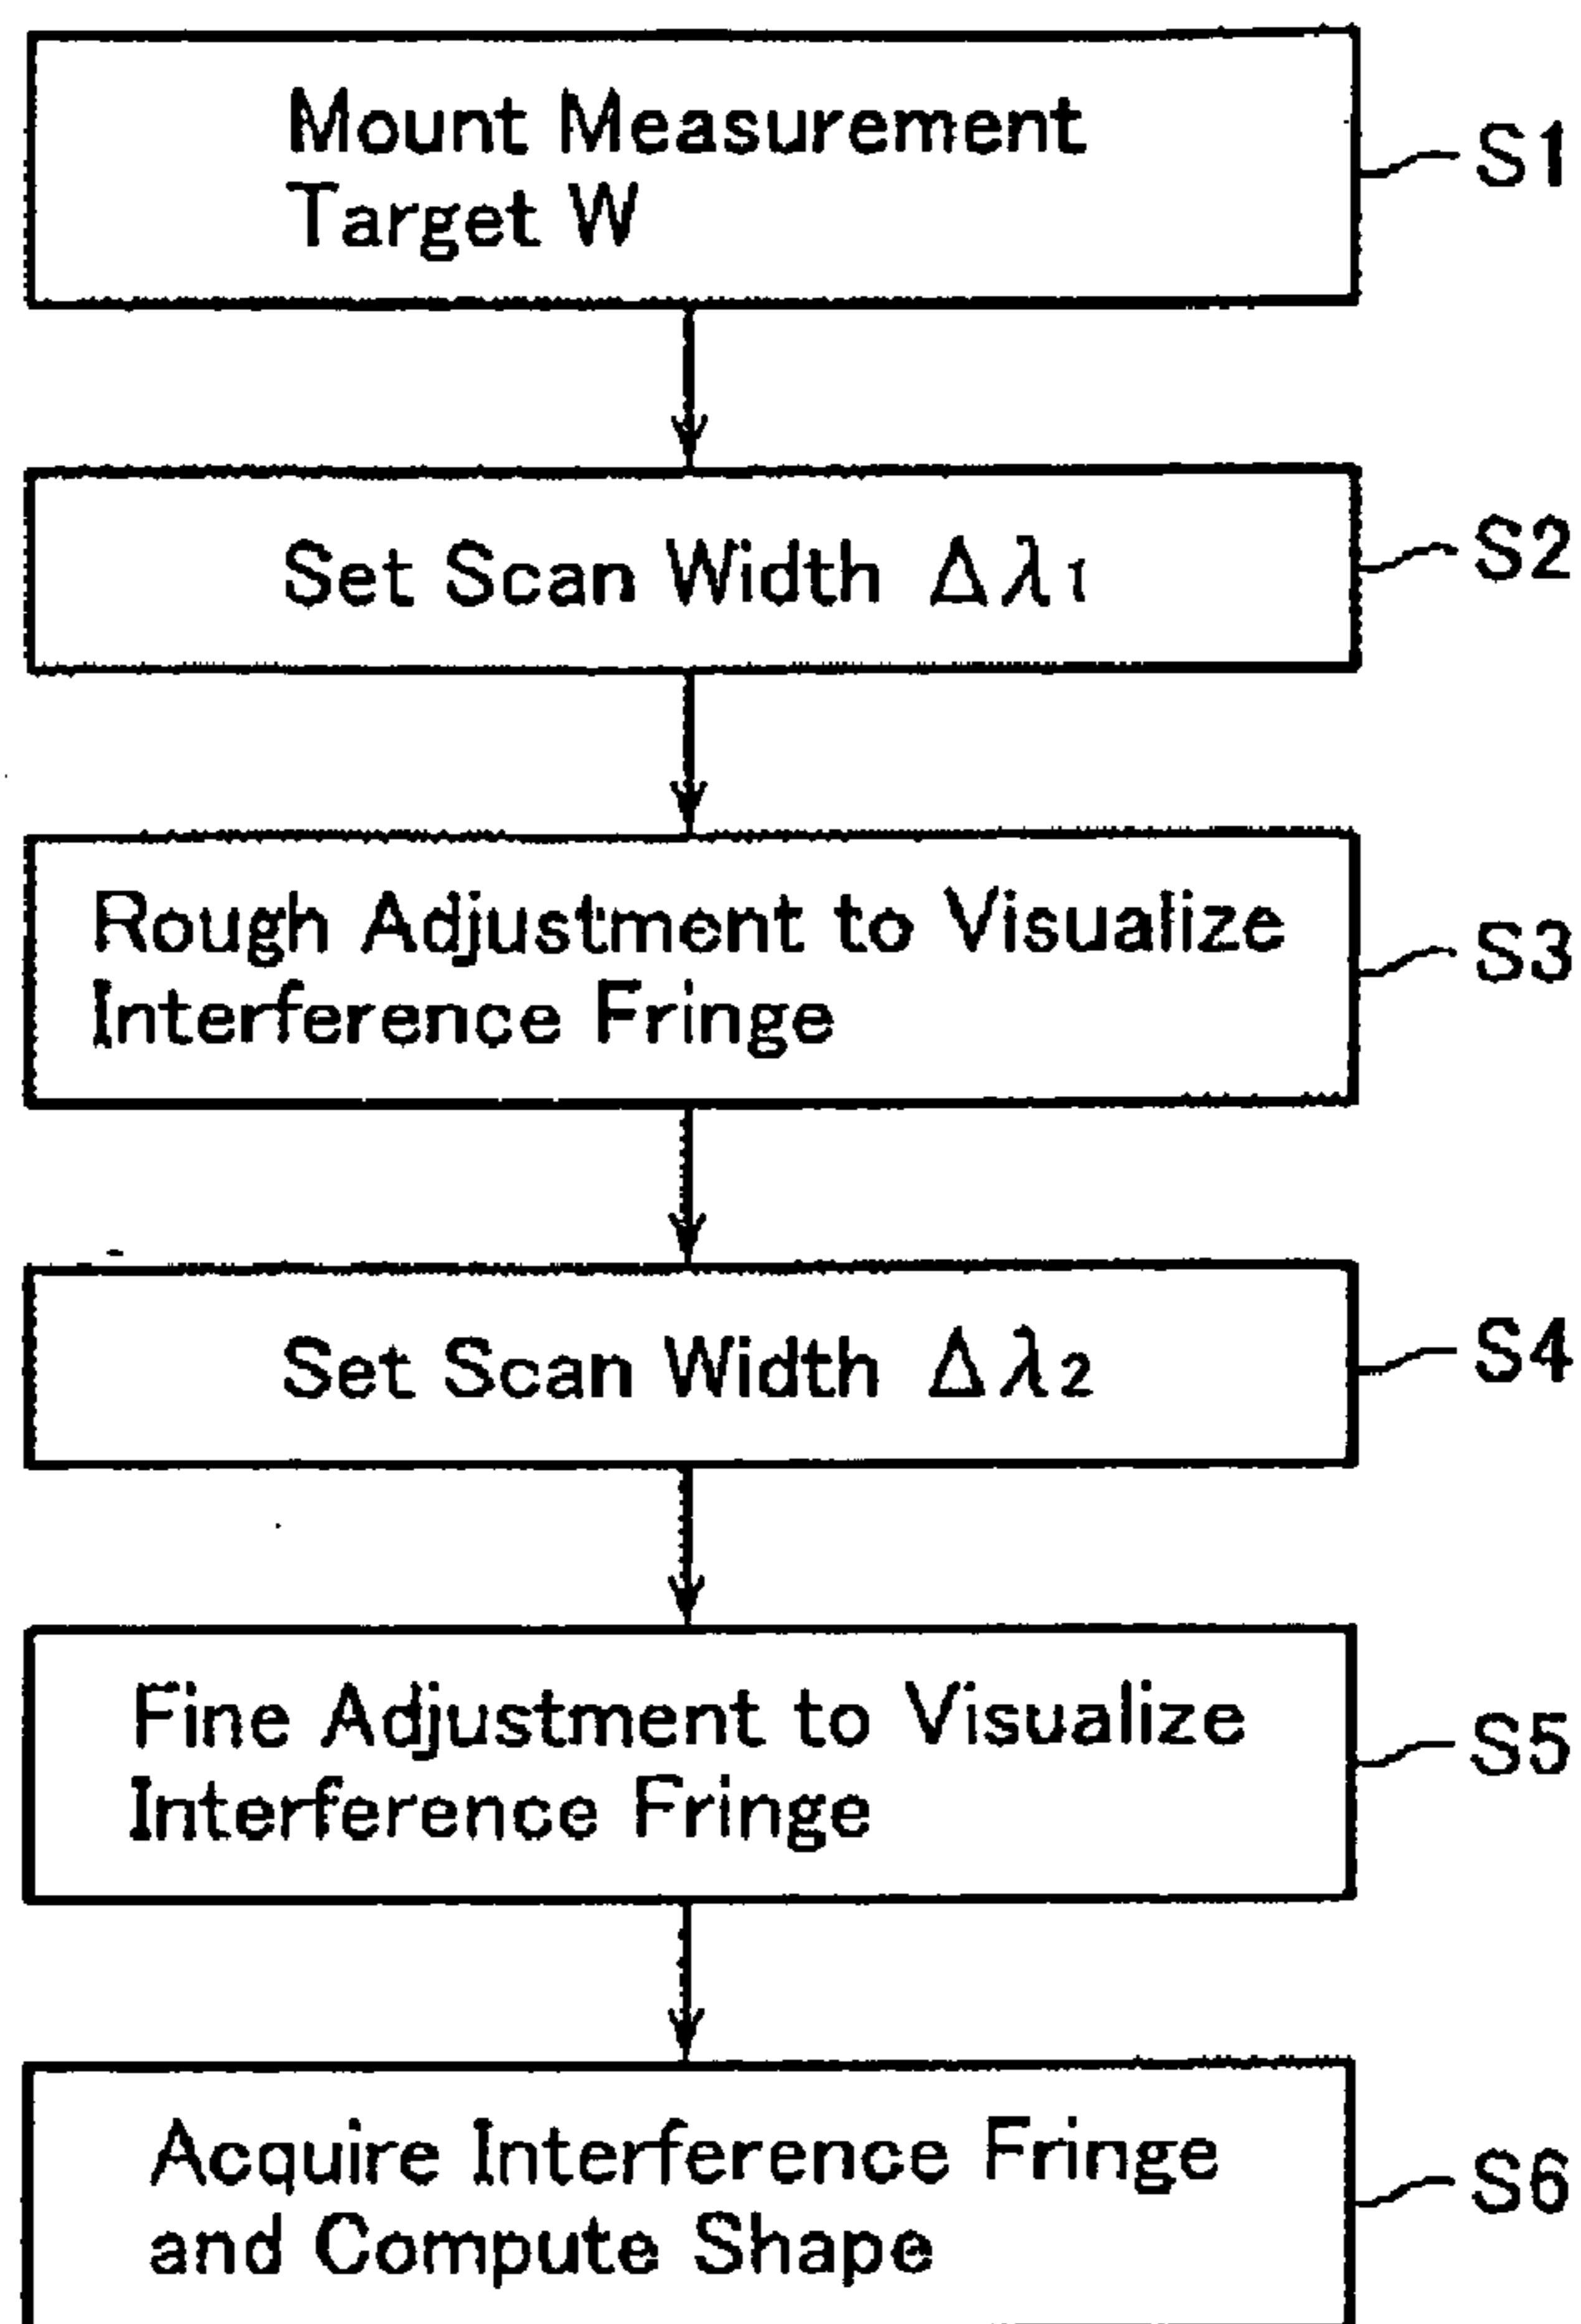 Mount Measurement
Target W
S1
Set Scan Width Δλ1
S2
Rough Adjustment to Visualize
Interference Fringe
S3
Set Scan Width Δλ2
S4
Fine Adjustment to Visualize
Interference Fringe
S5
Acquire Interference Fringe
and Compute Shape
S6